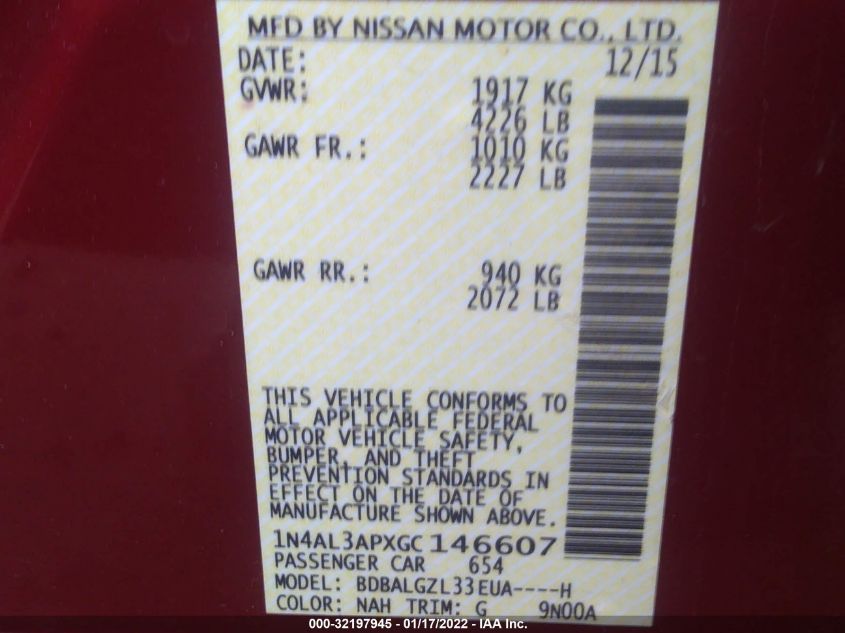 MFD BY NISSAN MOTOR CO., LTD.
DATE: 12/15
GVWR: 1917 KG
4226 LB
GAWR FR.: 1010 KG
2227 LB
GAWR RR.: 940 KG
2072 LB
THIS VEHICLE CONFORMS TO
ALL APPLICABLE FEDERAL
MOTOR VEHICLE SAFETY,
BUMPER, AND THEFT
PREVENTION STANDARDS IN
EFFECT ON THE DATE OF
MANUFACTURE SHOWN ABOVE.
1N4AL3APXGC146607
PASSENGER CAR 654
MODEL: BDBALGZL33EUA----H
COLOR: NAH TRIM: G 9N00A
000-32197945 - 01/17/2022 - IAA Inc.